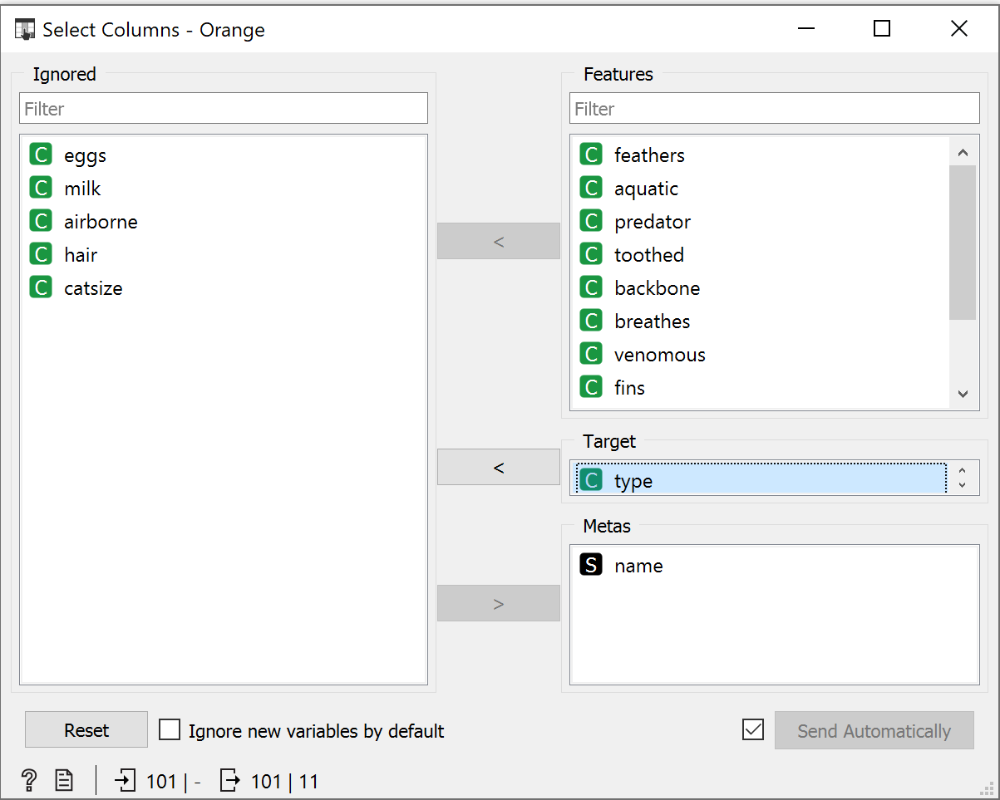 Select Columns - Orange
Ignored
Filter
C eggs
C milk
C airborne
C hair
C catsize
<
<
>
Features
Filter
C feathers
C aquatic
C predator
C toothed
C backbone
C breathes
C venomous
C fins
Target
C type
Metas
S name
Reset
Ignore new variables by default
Send Automatically
? 101 | - 101 | 11